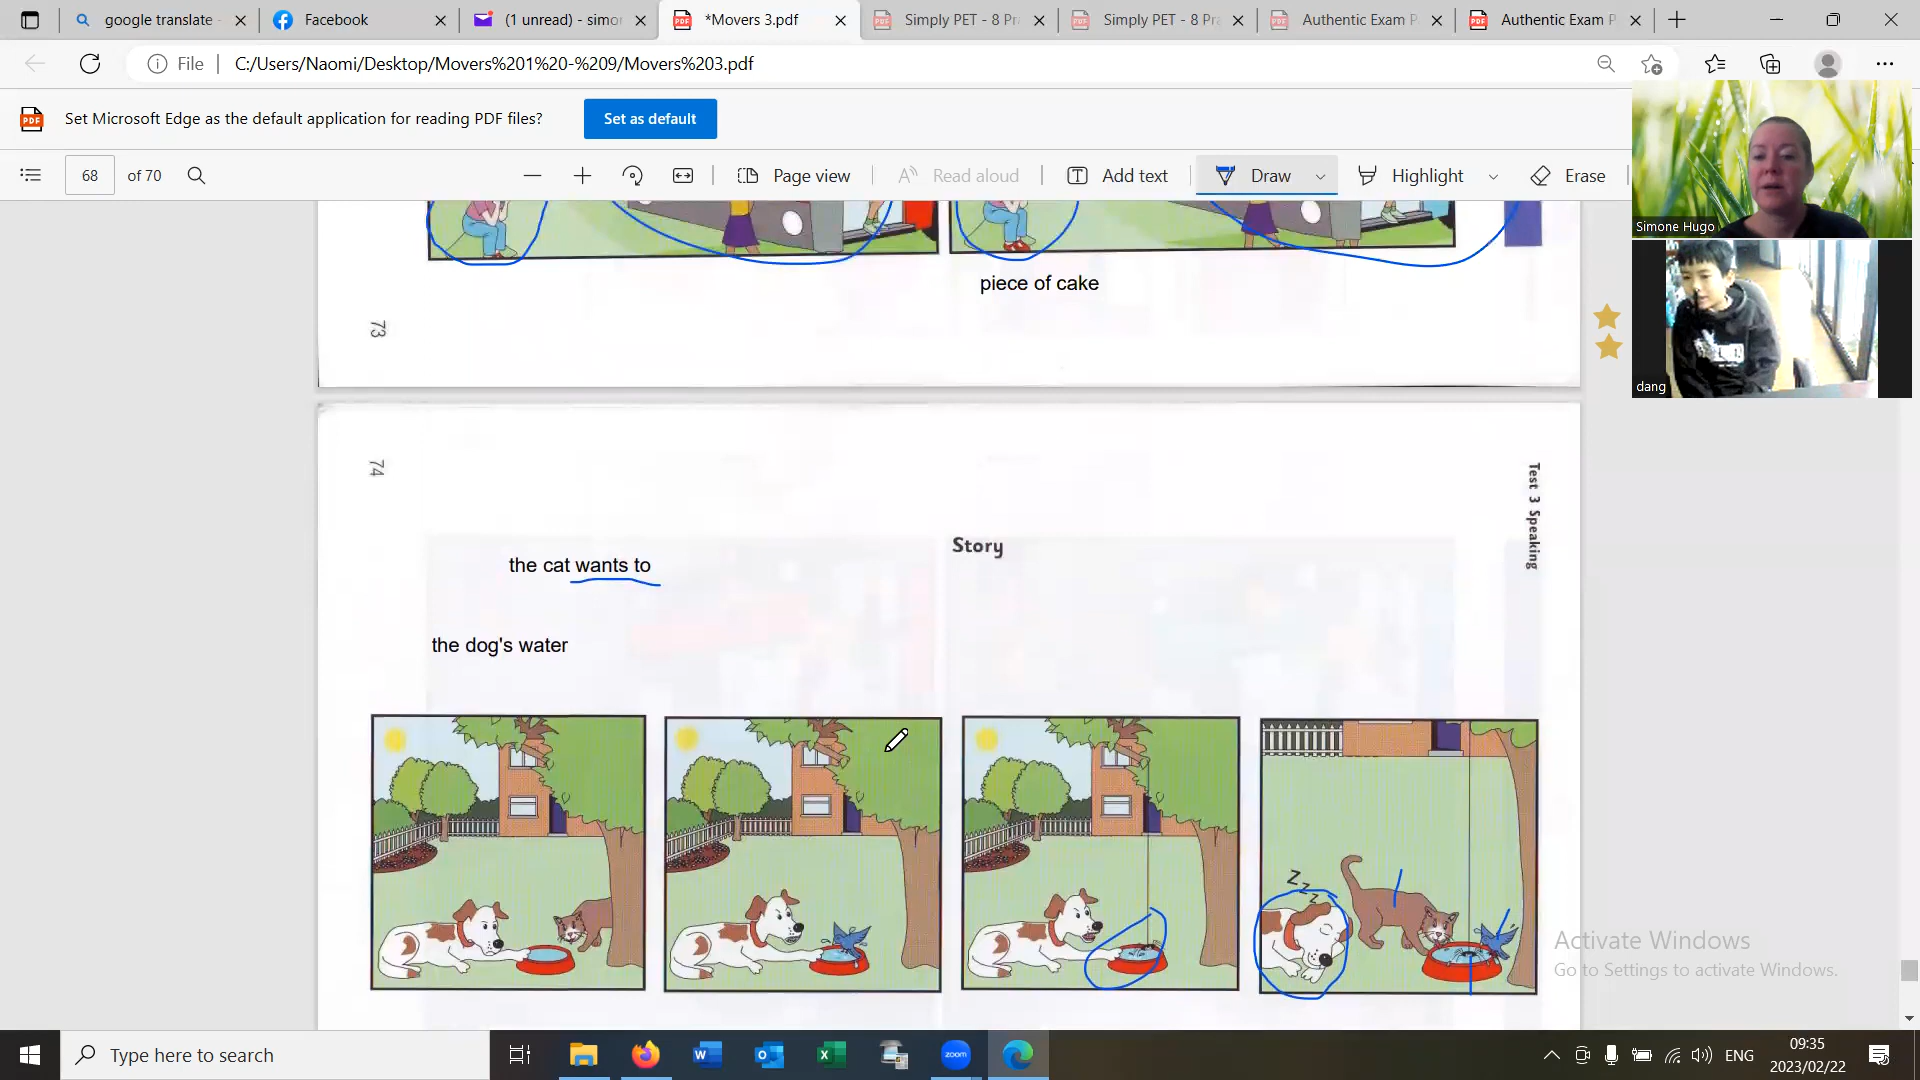 google translate -
Facebook
(1 unread) - simo
*Movers 3.pdf
Simply PET - 8 Pr
Simply PET - 8 Pr
Authentic Exam P
Authentic Exam P
File
C:/Users/Naomi/Desktop/Movers%201%20-%209/Movers%203.pdf
Set Microsoft Edge as the default application for reading PDF files?
Set as default
68 of 70
Page view
Read aloud
Add text
Draw
Highlight
Erase
Simone Hugo
dang
piece of cake
73
74
Test 3 Speaking
Story
the cat wants to
the dog's water
Zzzz
Activate Windows
Go to Settings to activate Windows.
Type here to search
zoom
ENG
09:35
2023/02/22